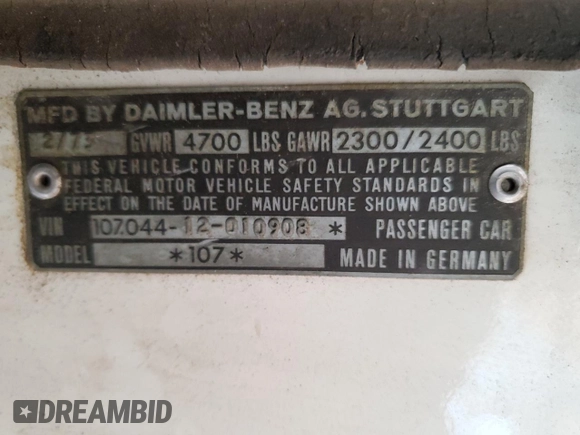 MFD BY DAIMLER-BENZ AG. STUTTGART
GVWR 4700 LBS GAWR 2300/2400 LBS
THIS VEHICLE CONFORMS TO ALL APPLICABLE
FEDERAL MOTOR VEHICLE SAFETY STANDARDS IN
EFFECT ON THE DATE OF MANUFACTURE SHOWN ABOVE
VIN 107.044-12-010908 * PASSENGER CAR
MODEL *107* MADE IN GERMANY
DREAMBID